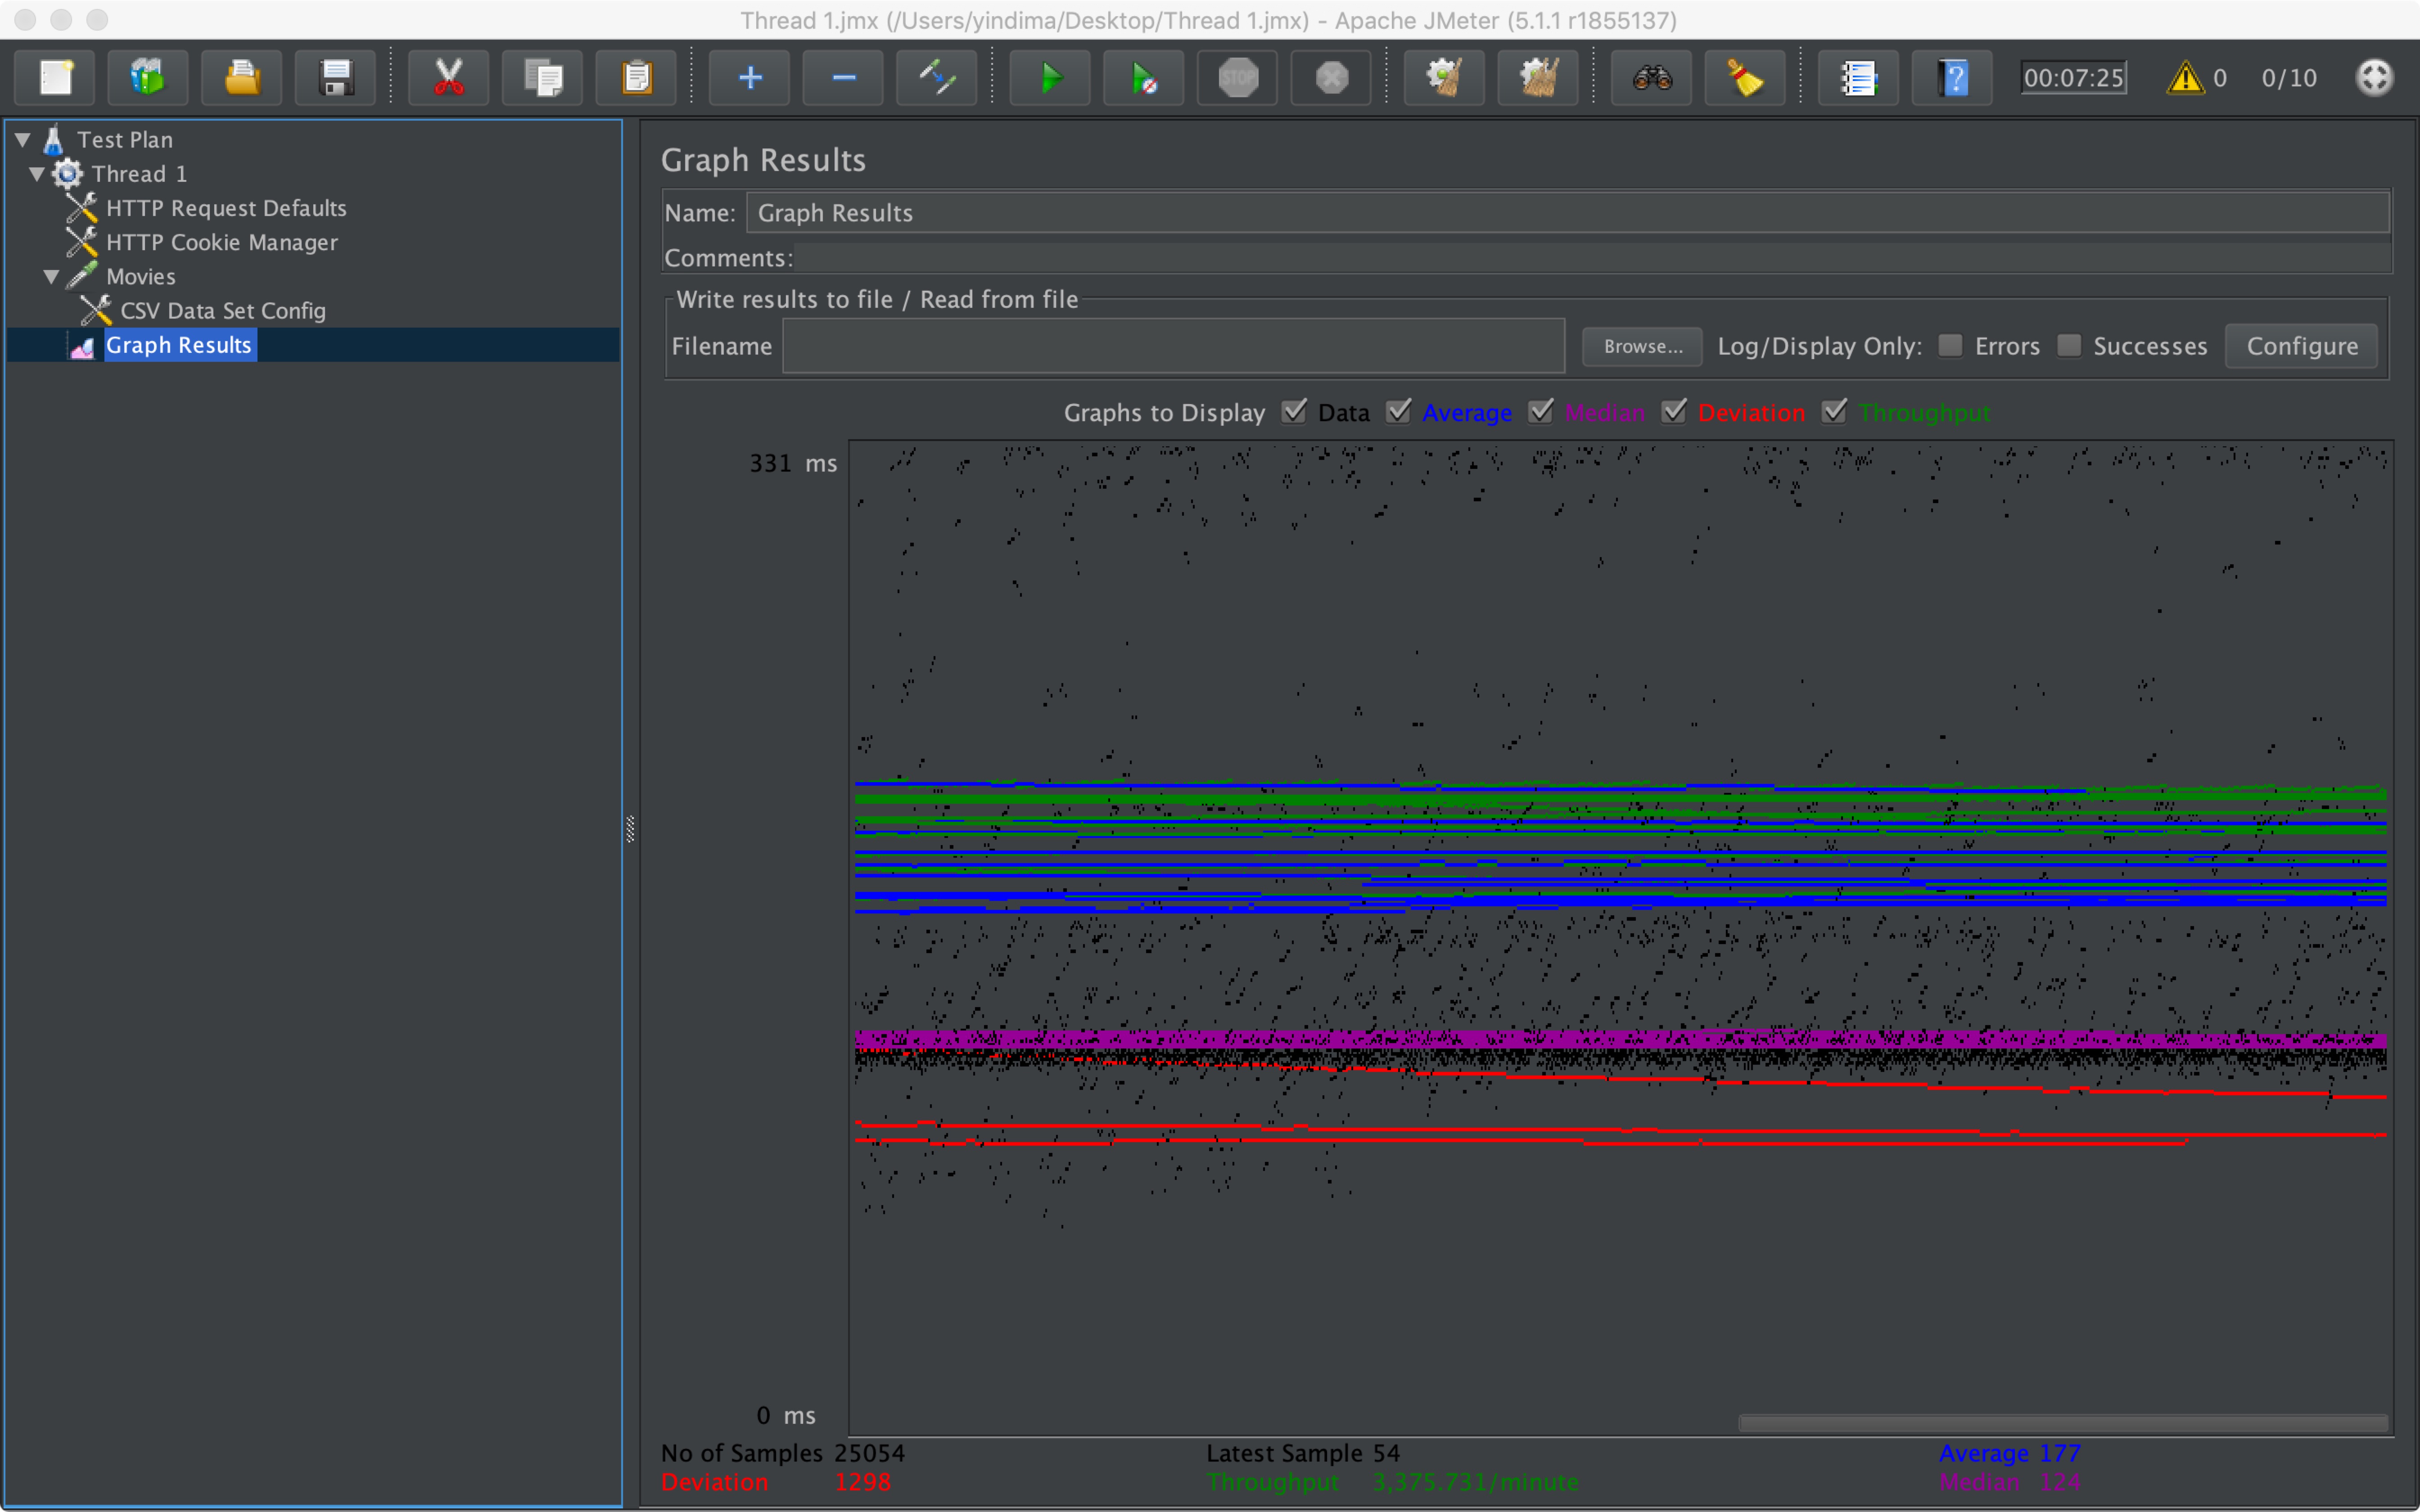 Thread 1.jmx (/Users/yindima/Desktop/Thread 1.jmx) - Apache JMeter (5.1.1 r1855137)
STOP 00:07:25 0 0/10
Test Plan
Thread 1
HTTP Request Defaults
HTTP Cookie Manager
Movies
CSV Data Set Config
Graph Results
Graph Results
Name: Graph Results
Comments:
Write results to file / Read from file
Filename Browse... Log/Display Only: Errors Successes Configure
Graphs to Display Data Average Median Deviation Throughput
331 ms
0 ms
No of Samples 25054 Latest Sample 54 Average 177
Deviation 1298 Throughput 3,375.731/minute Median 124